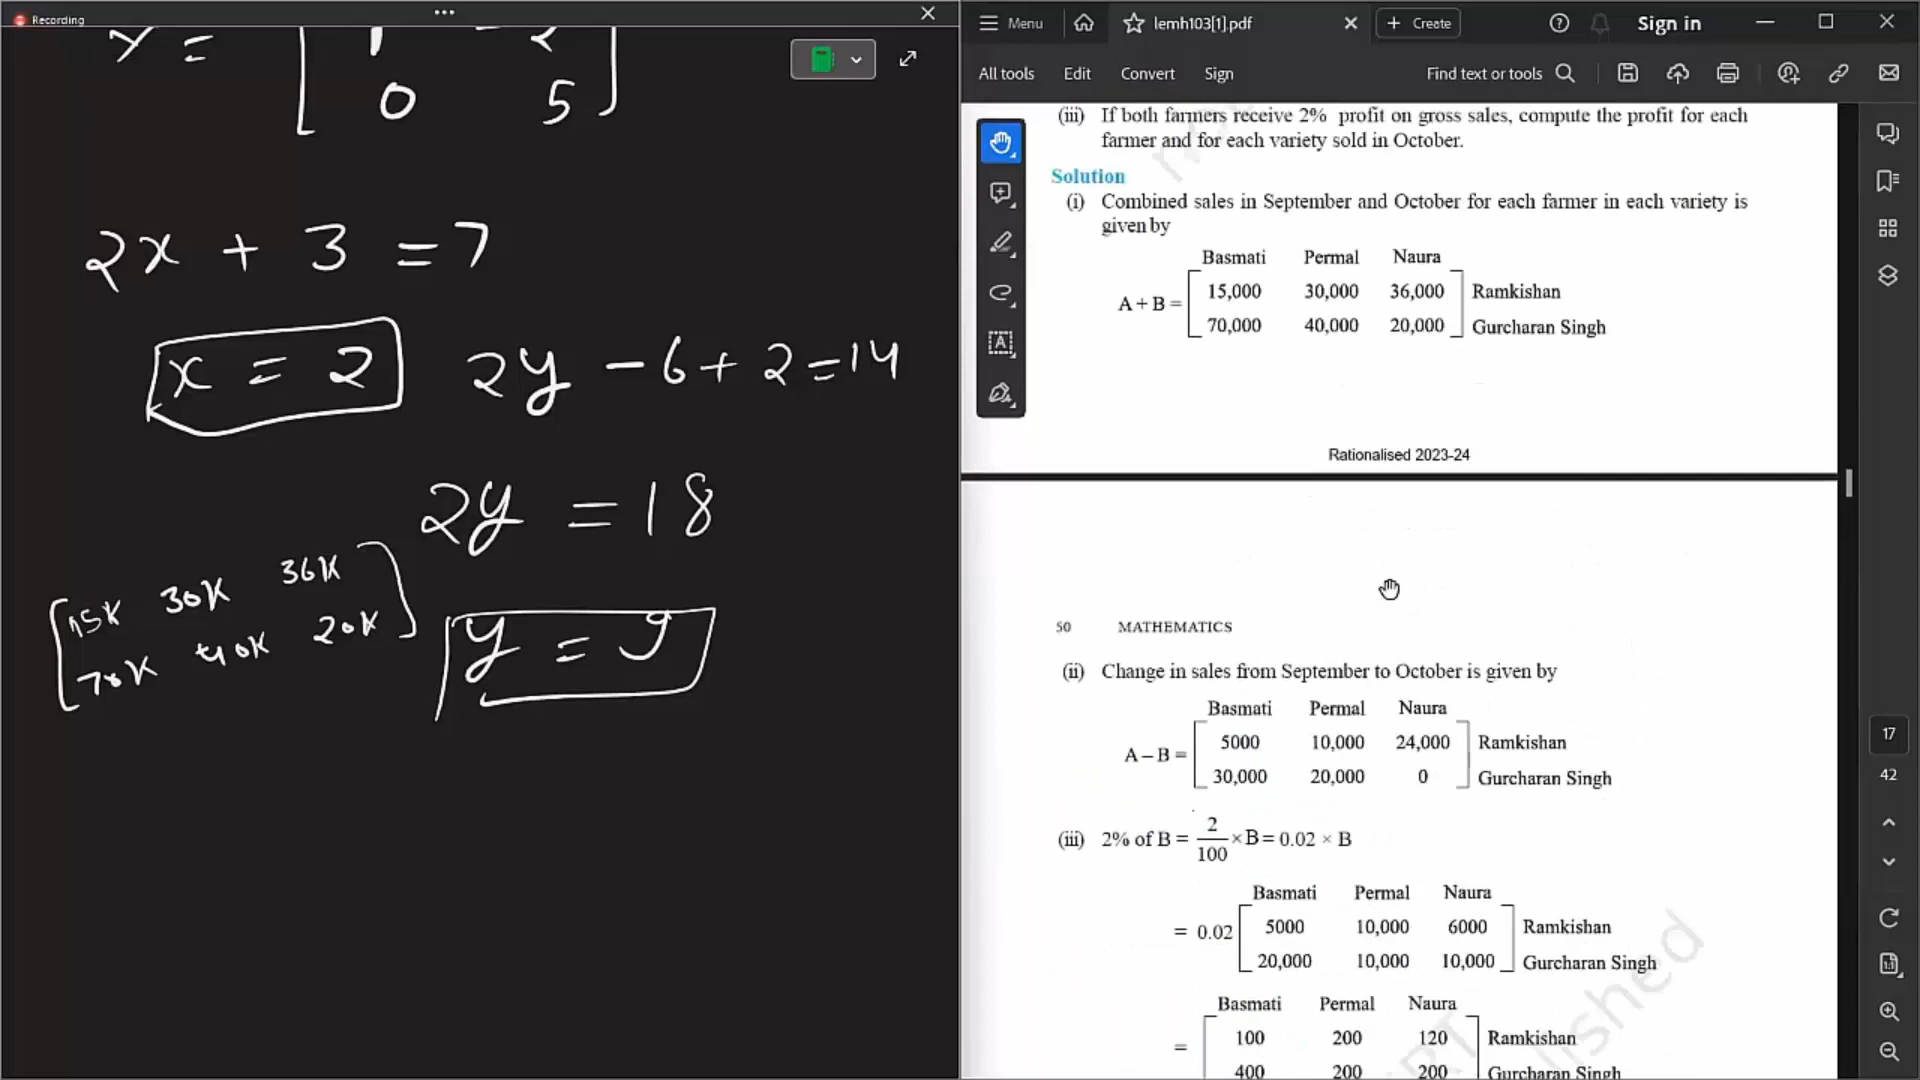 Recording
Y = [ 1 -2
0 5 ]
2x + 3 = 7
x = 2
2y - 6 + 2 = 14
2y = 18
15K 30K 36K
70K 40K 20K
y = 9
Menu
lemh103[1].pdf
+ Create
Sign in
All tools
Edit
Convert
Sign
Find text or tools
(iii) If both farmers receive 2% profit on gross sales, compute the profit for each
farmer and for each variety sold in October.
Solution
(i) Combined sales in September and October for each farmer in each variety is
given by
Basmati Permal Naura
A + B =
15,000 30,000 36,000 Ramkishan
70,000 40,000 20,000 Gurcharan Singh
Rationalised 2023-24
50 MATHEMATICS
(ii) Change in sales from September to October is given by
Basmati Permal Naura
A – B =
5000 10,000 24,000 Ramkishan
30,000 20,000 0 Gurcharan Singh
(iii) 2% of B = 2/100 × B = 0.02 × B
Basmati Permal Naura
= 0.02
5000 10,000 6000 Ramkishan
20,000 10,000 10,000 Gurcharan Singh
Basmati Permal Naura
=
100 200 120 Ramkishan
400 200 200 Gurcharan Singh
17
42